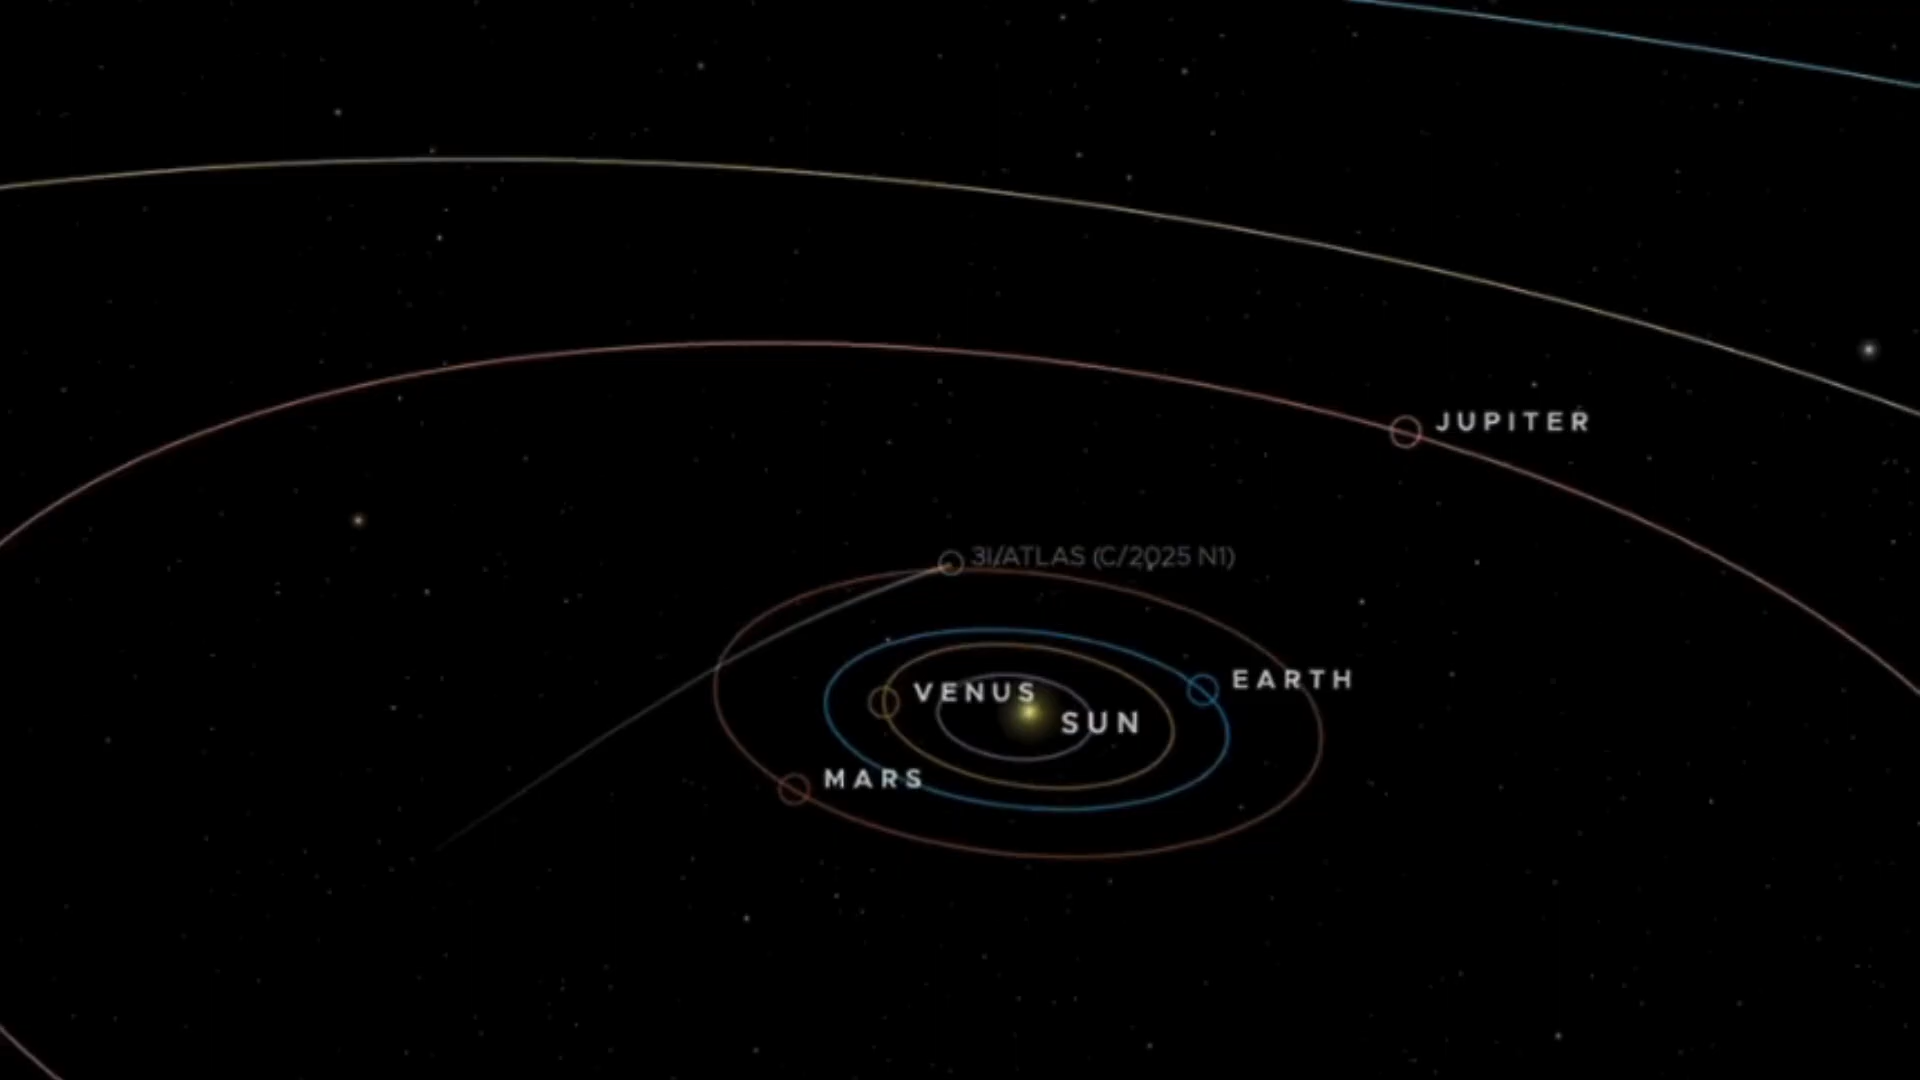 JUPITER
3I/ATLAS (C/2025 N1)
EARTH
VENUS
SUN
MARS